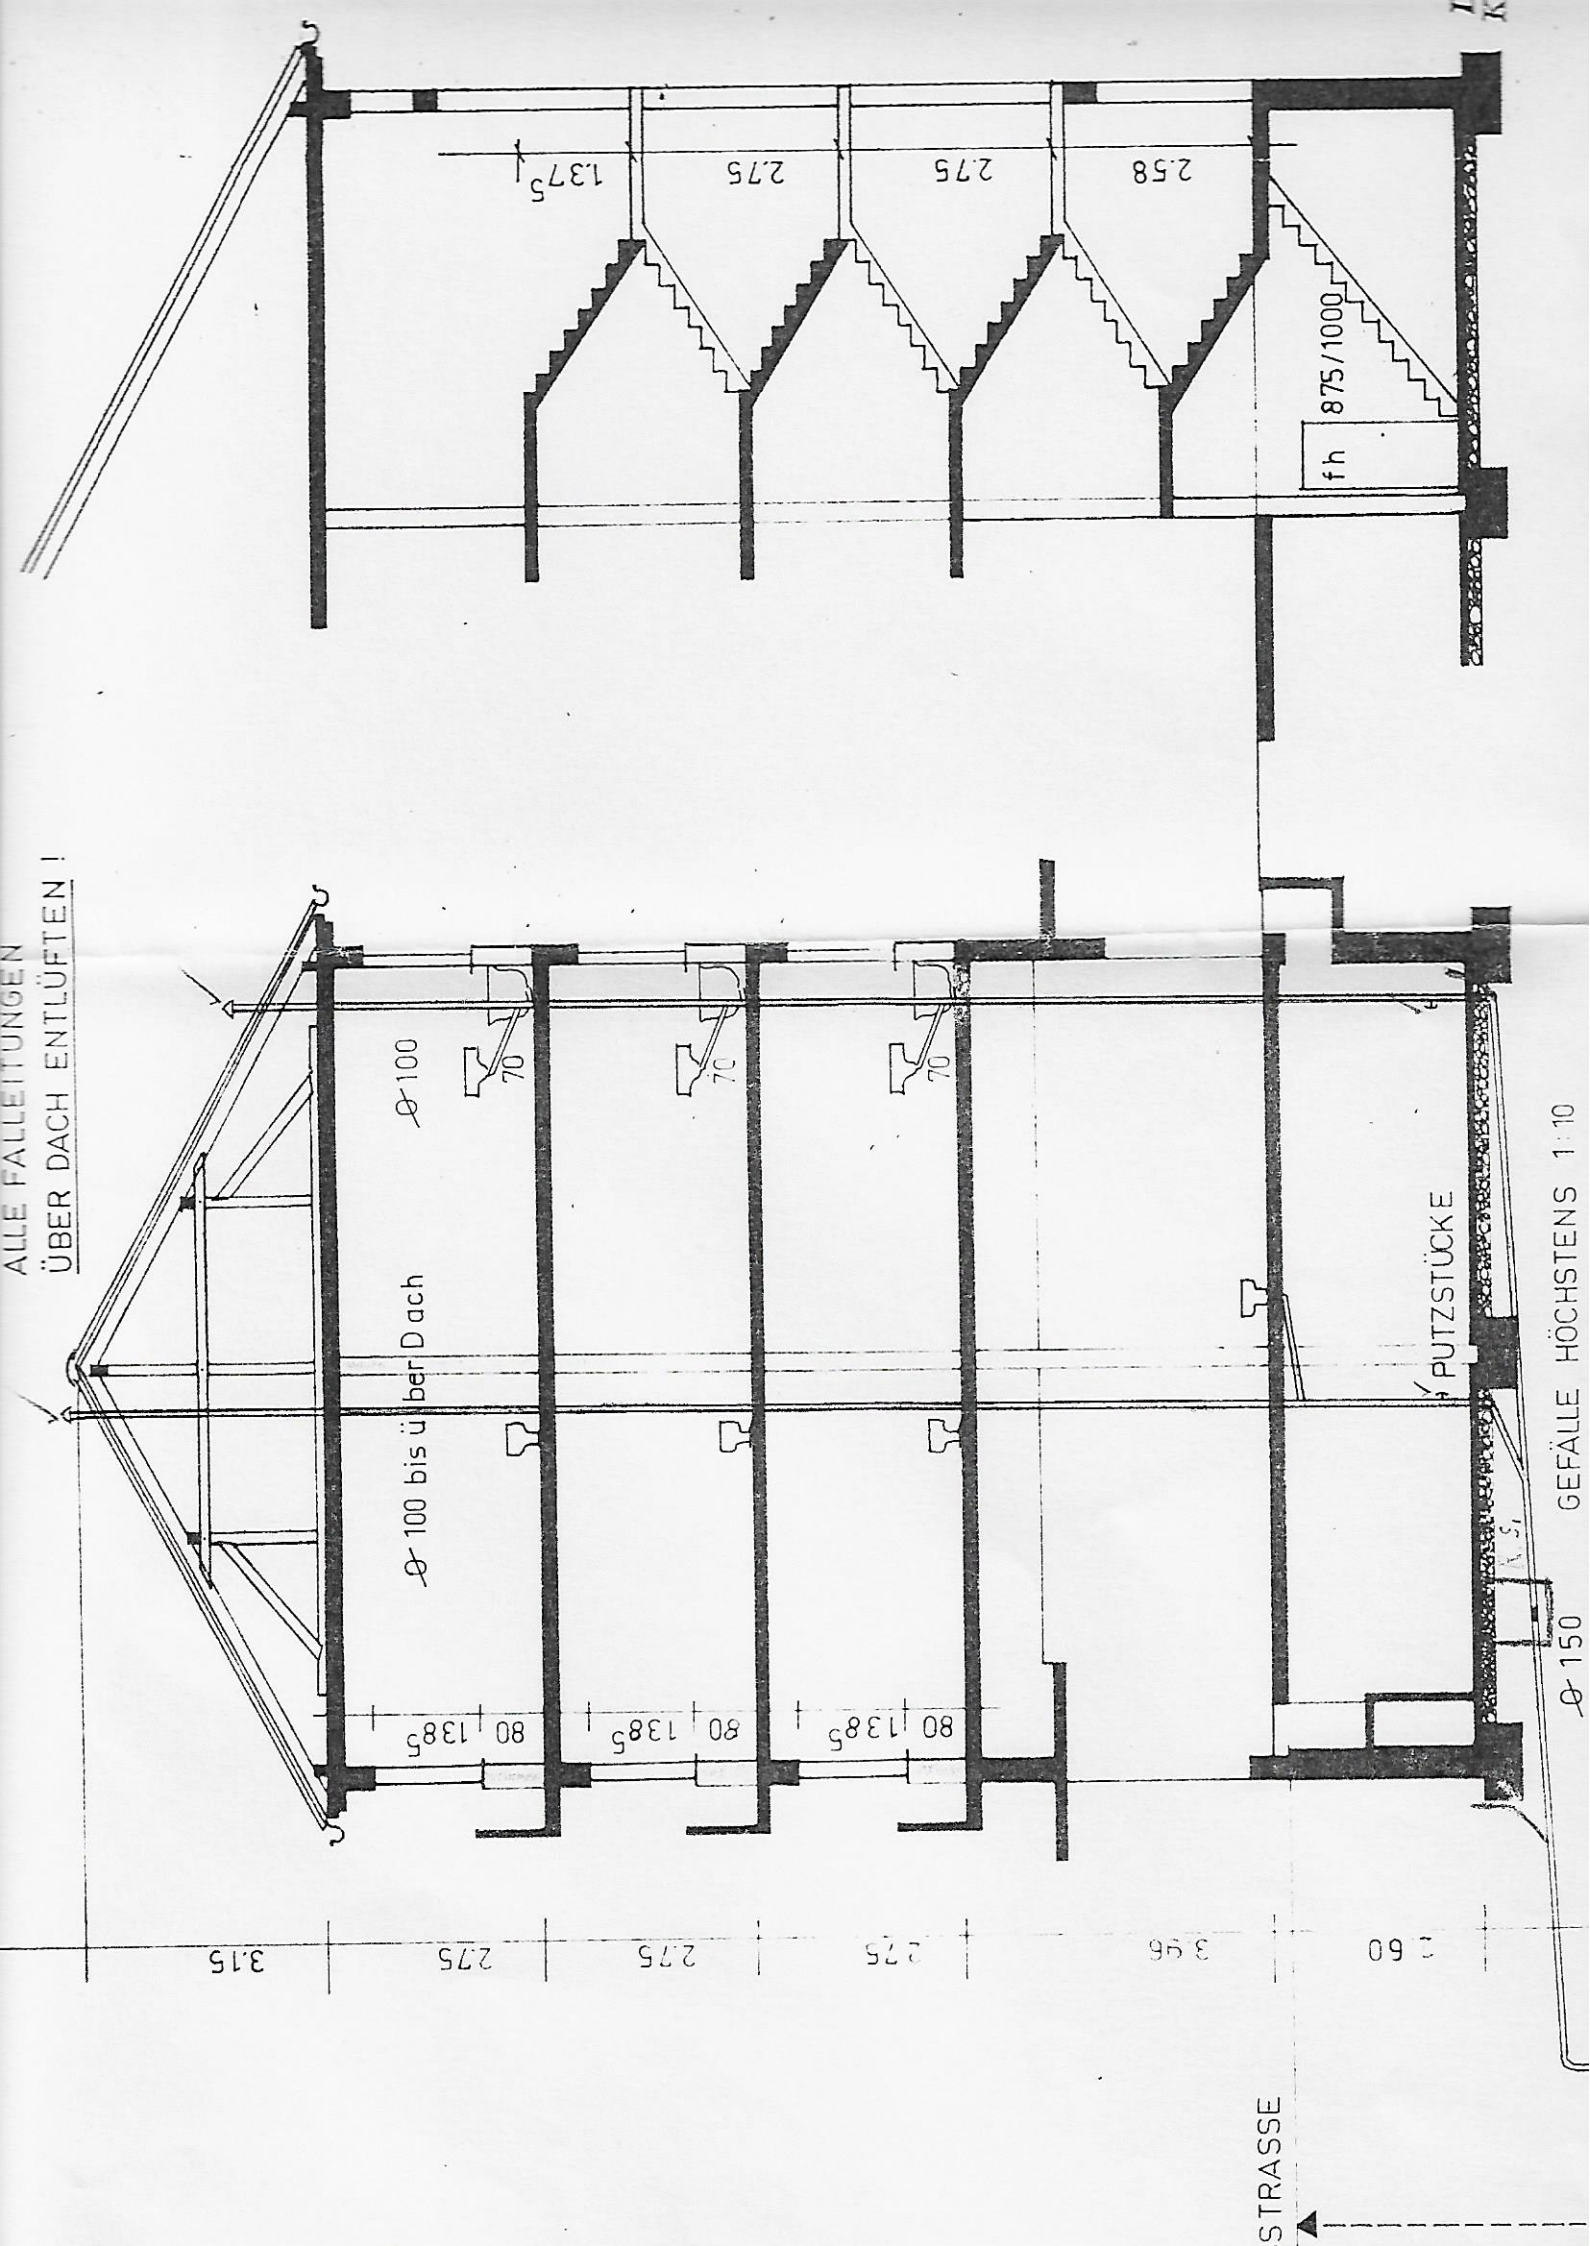 ALLE FALLEITUNGEN
ÜBER DACH ENTLÜFTEN !
1.37⁵
2.75
2.75
2.58
fh 875/1000
Ø 100
70
70
70
Ø 100 bis über Dach
PUTZSTÜCKE
80 138⁵
80 138⁵
80 138⁵
3.15
2.75
2.75
2.75
3.96
60
Ø 150 GEFÄLLE HÖCHSTENS 1:10
STRASSE